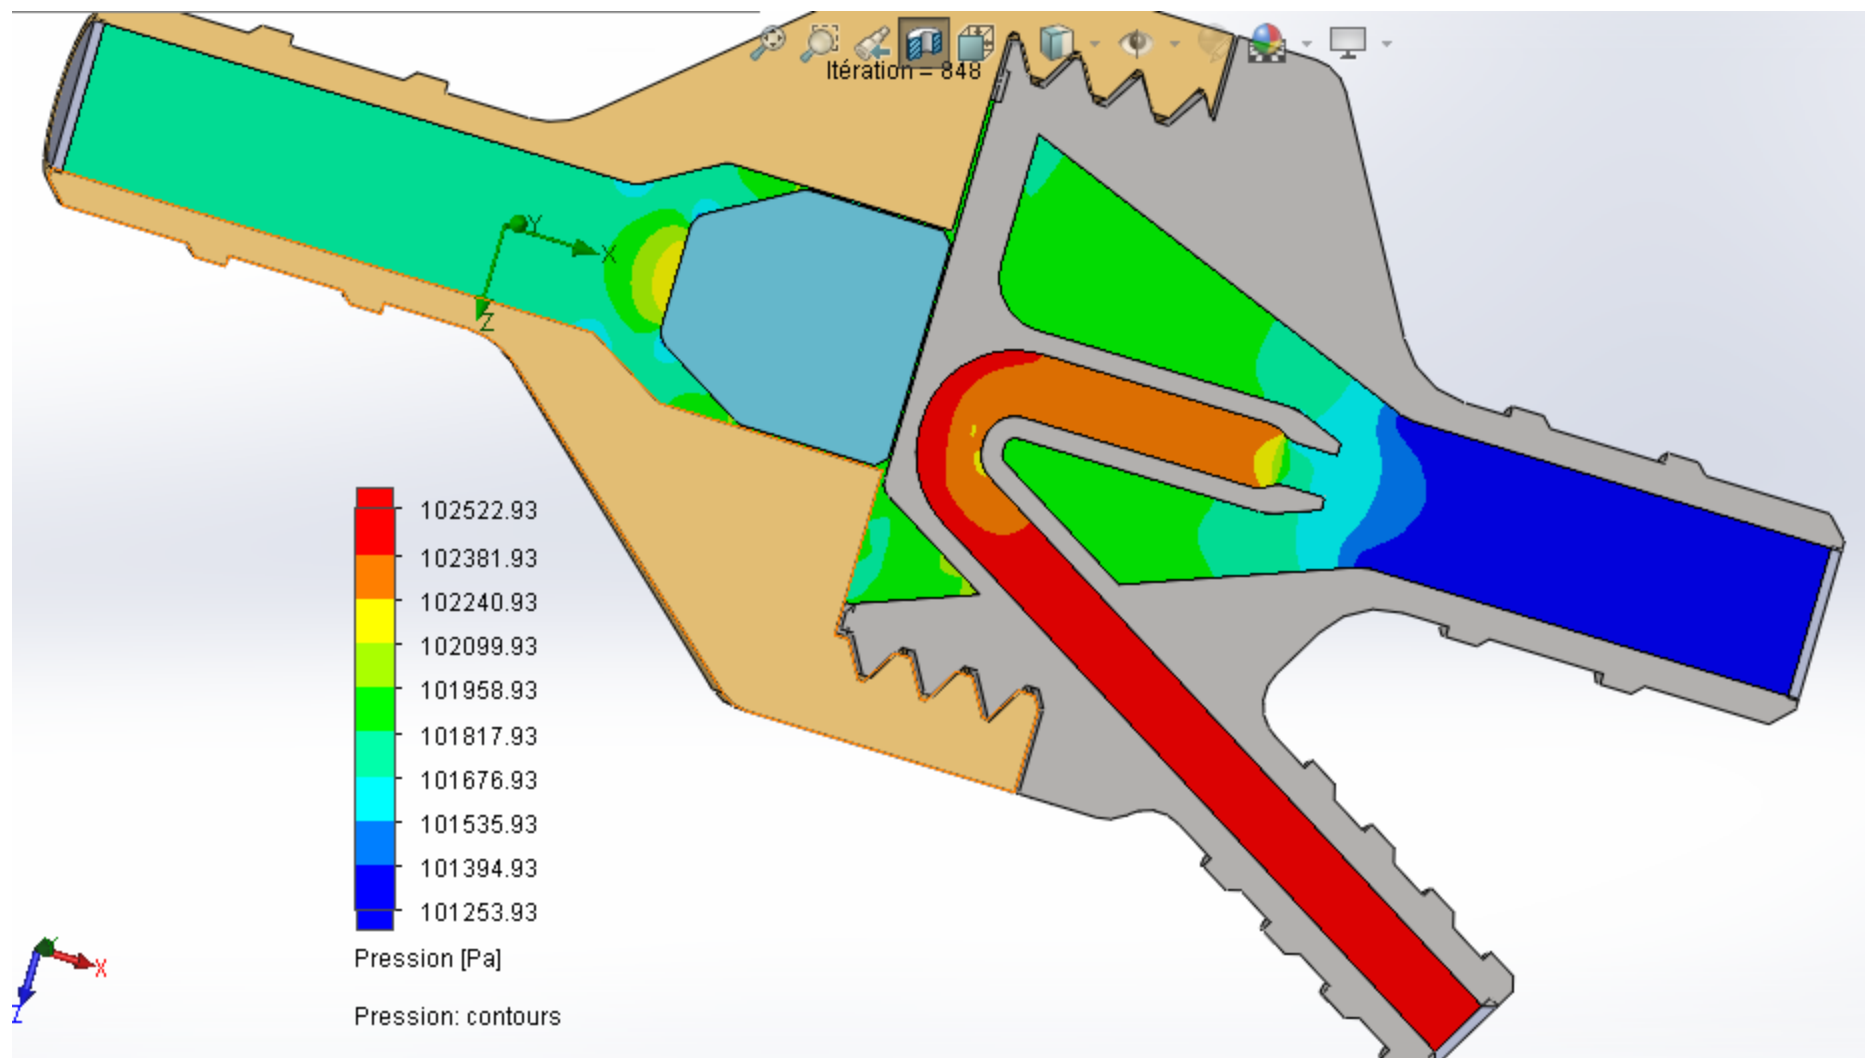 Itération = 848
Y
X
Z
102522.93
102381.93
102240.93
102099.93
101958.93
101817.93
101676.93
101535.93
101394.93
101253.93
Pression [Pa]
X
Z
Pression: contours